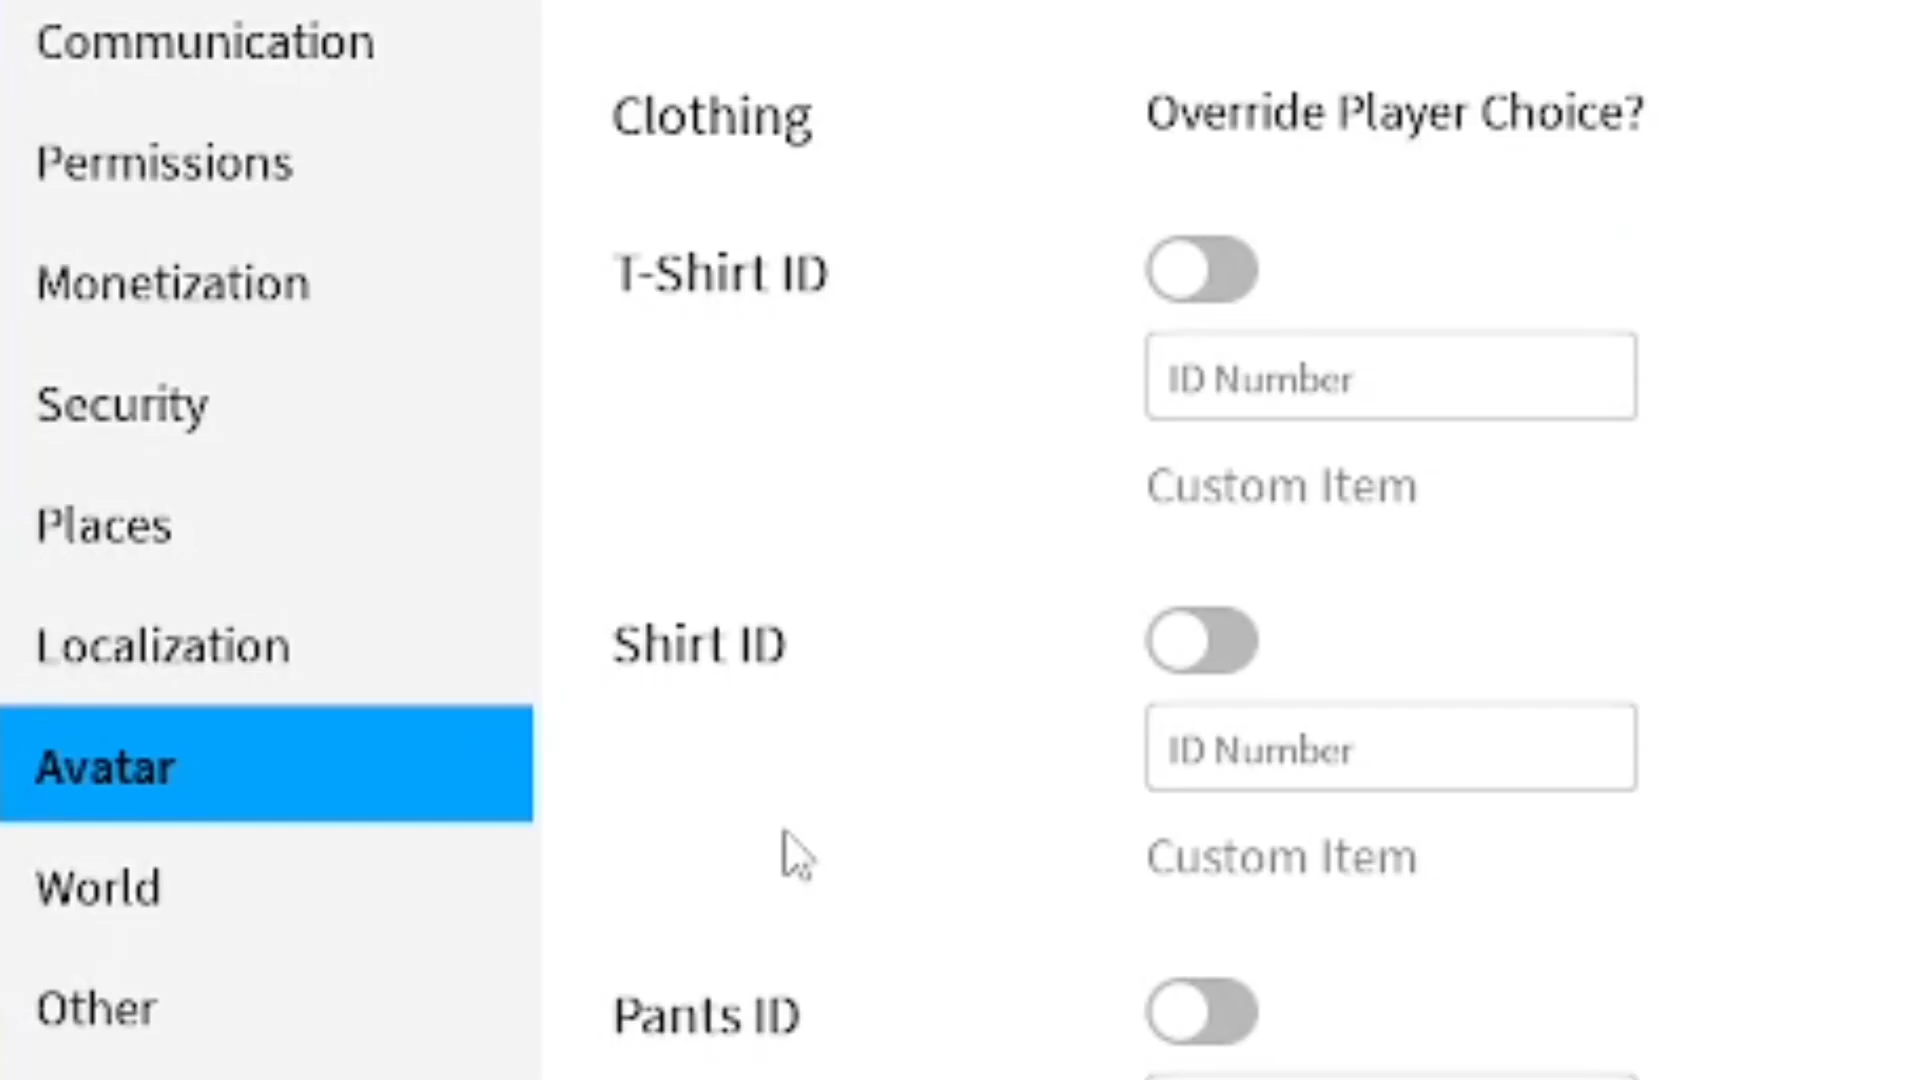 Communication
Permissions
Monetization
Security
Places
Localization
Avatar
World
Other
Clothing
Override Player Choice?
T-Shirt ID
ID Number
Custom Item
Shirt ID
ID Number
Custom Item
Pants ID